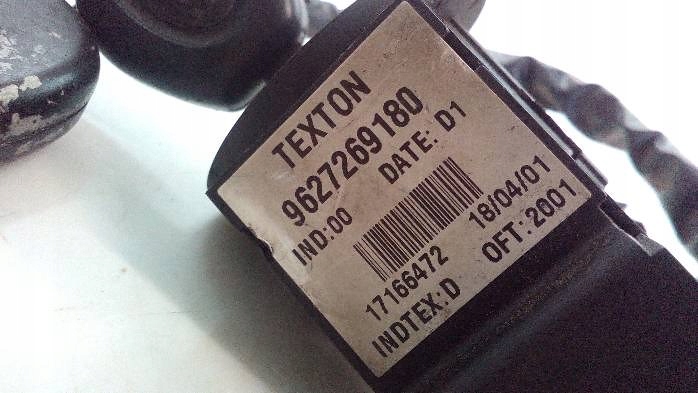 TEXTON
9627269180
IND:00 DATE: D1
17166472 18/04/01
INDTEX:D OFT:2001